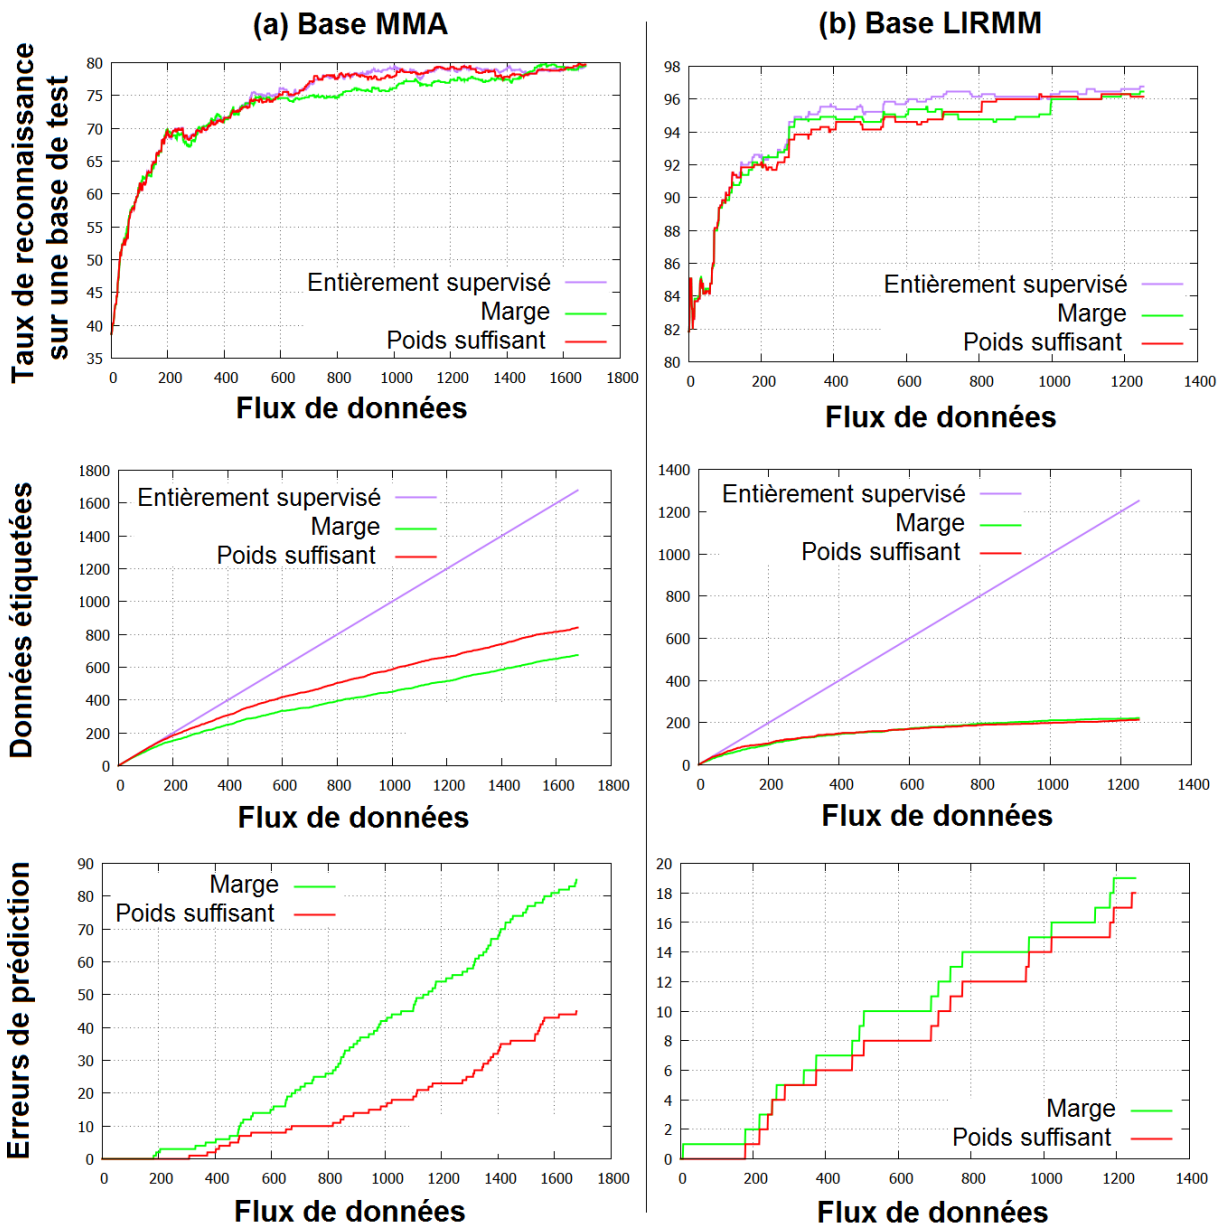 (a) Base MMA
(b) Base LIRMM
Taux de reconnaissance
sur une base de test
80
75
70
65
60
55
50
45
40
35
Entièrement supervisé
Marge
Poids suffisant
0 200 400 600 800 1000 1200 1400 1600 1800
Flux de données
98
96
94
92
90
88
86
84
82
80
Entièrement supervisé
Marge
Poids suffisant
0 200 400 600 800 1000 1200 1400
Flux de données
Données étiquetées
1800
1600
1400
1200
1000
800
600
400
200
0
Entièrement supervisé
Marge
Poids suffisant
0 200 400 600 800 1000 1200 1400 1600 1800
Flux de données
1400
1200
1000
800
600
400
200
0
Entièrement supervisé
Marge
Poids suffisant
0 200 400 600 800 1000 1200 1400
Flux de données
Erreurs de prédiction
90
80
70
60
50
40
30
20
10
0
Marge
Poids suffisant
0 200 400 600 800 1000 1200 1400 1600 1800
Flux de données
20
18
16
14
12
10
8
6
4
2
0
Marge
Poids suffisant
0 200 400 600 800 1000 1200 1400
Flux de données